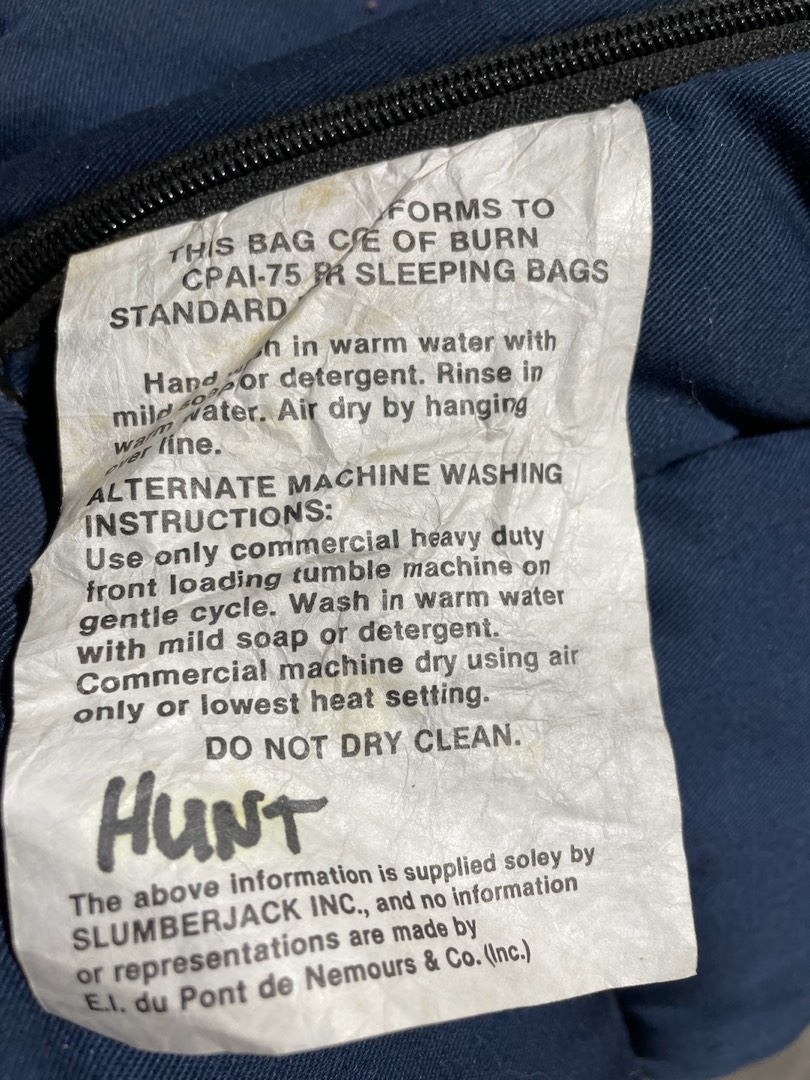 THIS BAG C FORMS TO
CPAI-75 E OF BURN
STANDARD R SLEEPING BAGS
Hand sh in warm water with
mild soap or detergent. Rinse in
warm water. Air dry by hanging
over line.
ALTERNATE MACHINE WASHING
INSTRUCTIONS:
Use only commercial heavy duty
front loading tumble machine on
gentle cycle. Wash in warm water
with mild soap or detergent.
Commercial machine dry using air
only or lowest heat setting.
DO NOT DRY CLEAN.
HUNT
The above information is supplied soley by
SLUMBERJACK INC., and no information
or representations are made by
E.I. du Pont de Nemours & Co. (Inc.)